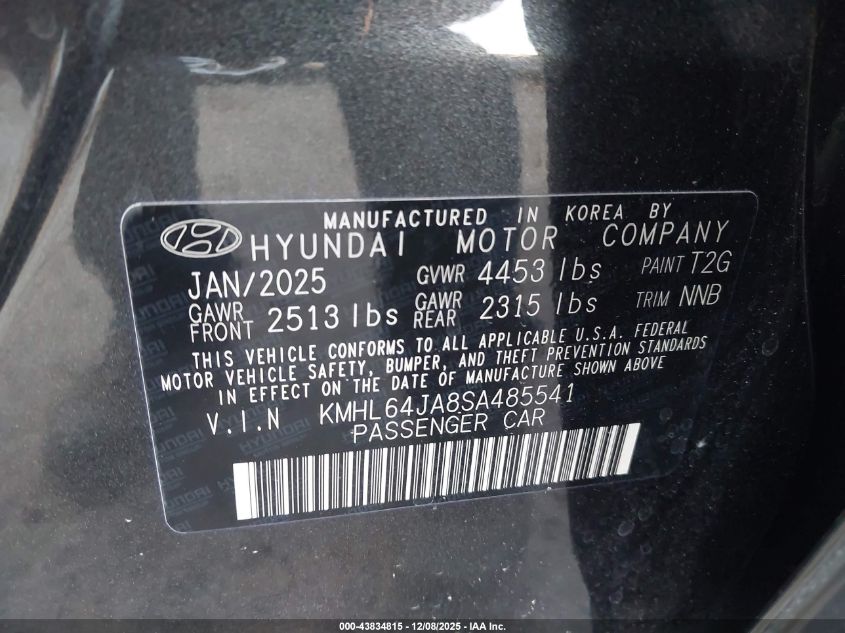 MANUFACTURED IN KOREA BY
HYUNDAI MOTOR COMPANY
JAN/2025 GVWR 4453 lbs PAINT T2G
GAWR FRONT 2513 lbs GAWR REAR 2315 lbs TRIM NNB
THIS VEHICLE CONFORMS TO ALL APPLICABLE U.S.A. FEDERAL
MOTOR VEHICLE SAFETY, BUMPER, AND THEFT PREVENTION STANDARDS
IN EFFECT ON THE DATE OF MANUFACTURE SHOWN ABOVE
V.I.N KMHL64JA8SA485541
PASSENGER CAR
000-43834815 - 12/08/2025 - IAA Inc.